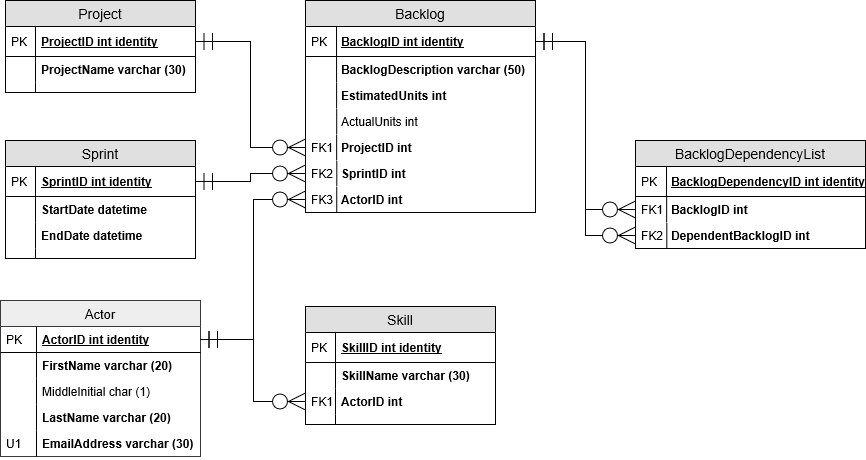 Project
PK ProjectID int identity
ProjectName varchar (30)
Backlog
PK BacklogID int identity
BacklogDescription varchar (50)
EstimatedUnits int
ActualUnits int
FK1 ProjectID int
FK2 SprintID int
FK3 ActorID int
Sprint
PK SprintID int identity
StartDate datetime
EndDate datetime
BacklogDependencyList
PK BacklogDependencyID int identity
FK1 BacklogID int
FK2 DependentBacklogID int
Actor
PK ActorID int identity
FirstName varchar (20)
MiddleInitial char (1)
LastName varchar (20)
U1 EmailAddress varchar (30)
Skill
PK SkillID int identity
SkillName varchar (30)
FK1 ActorID int